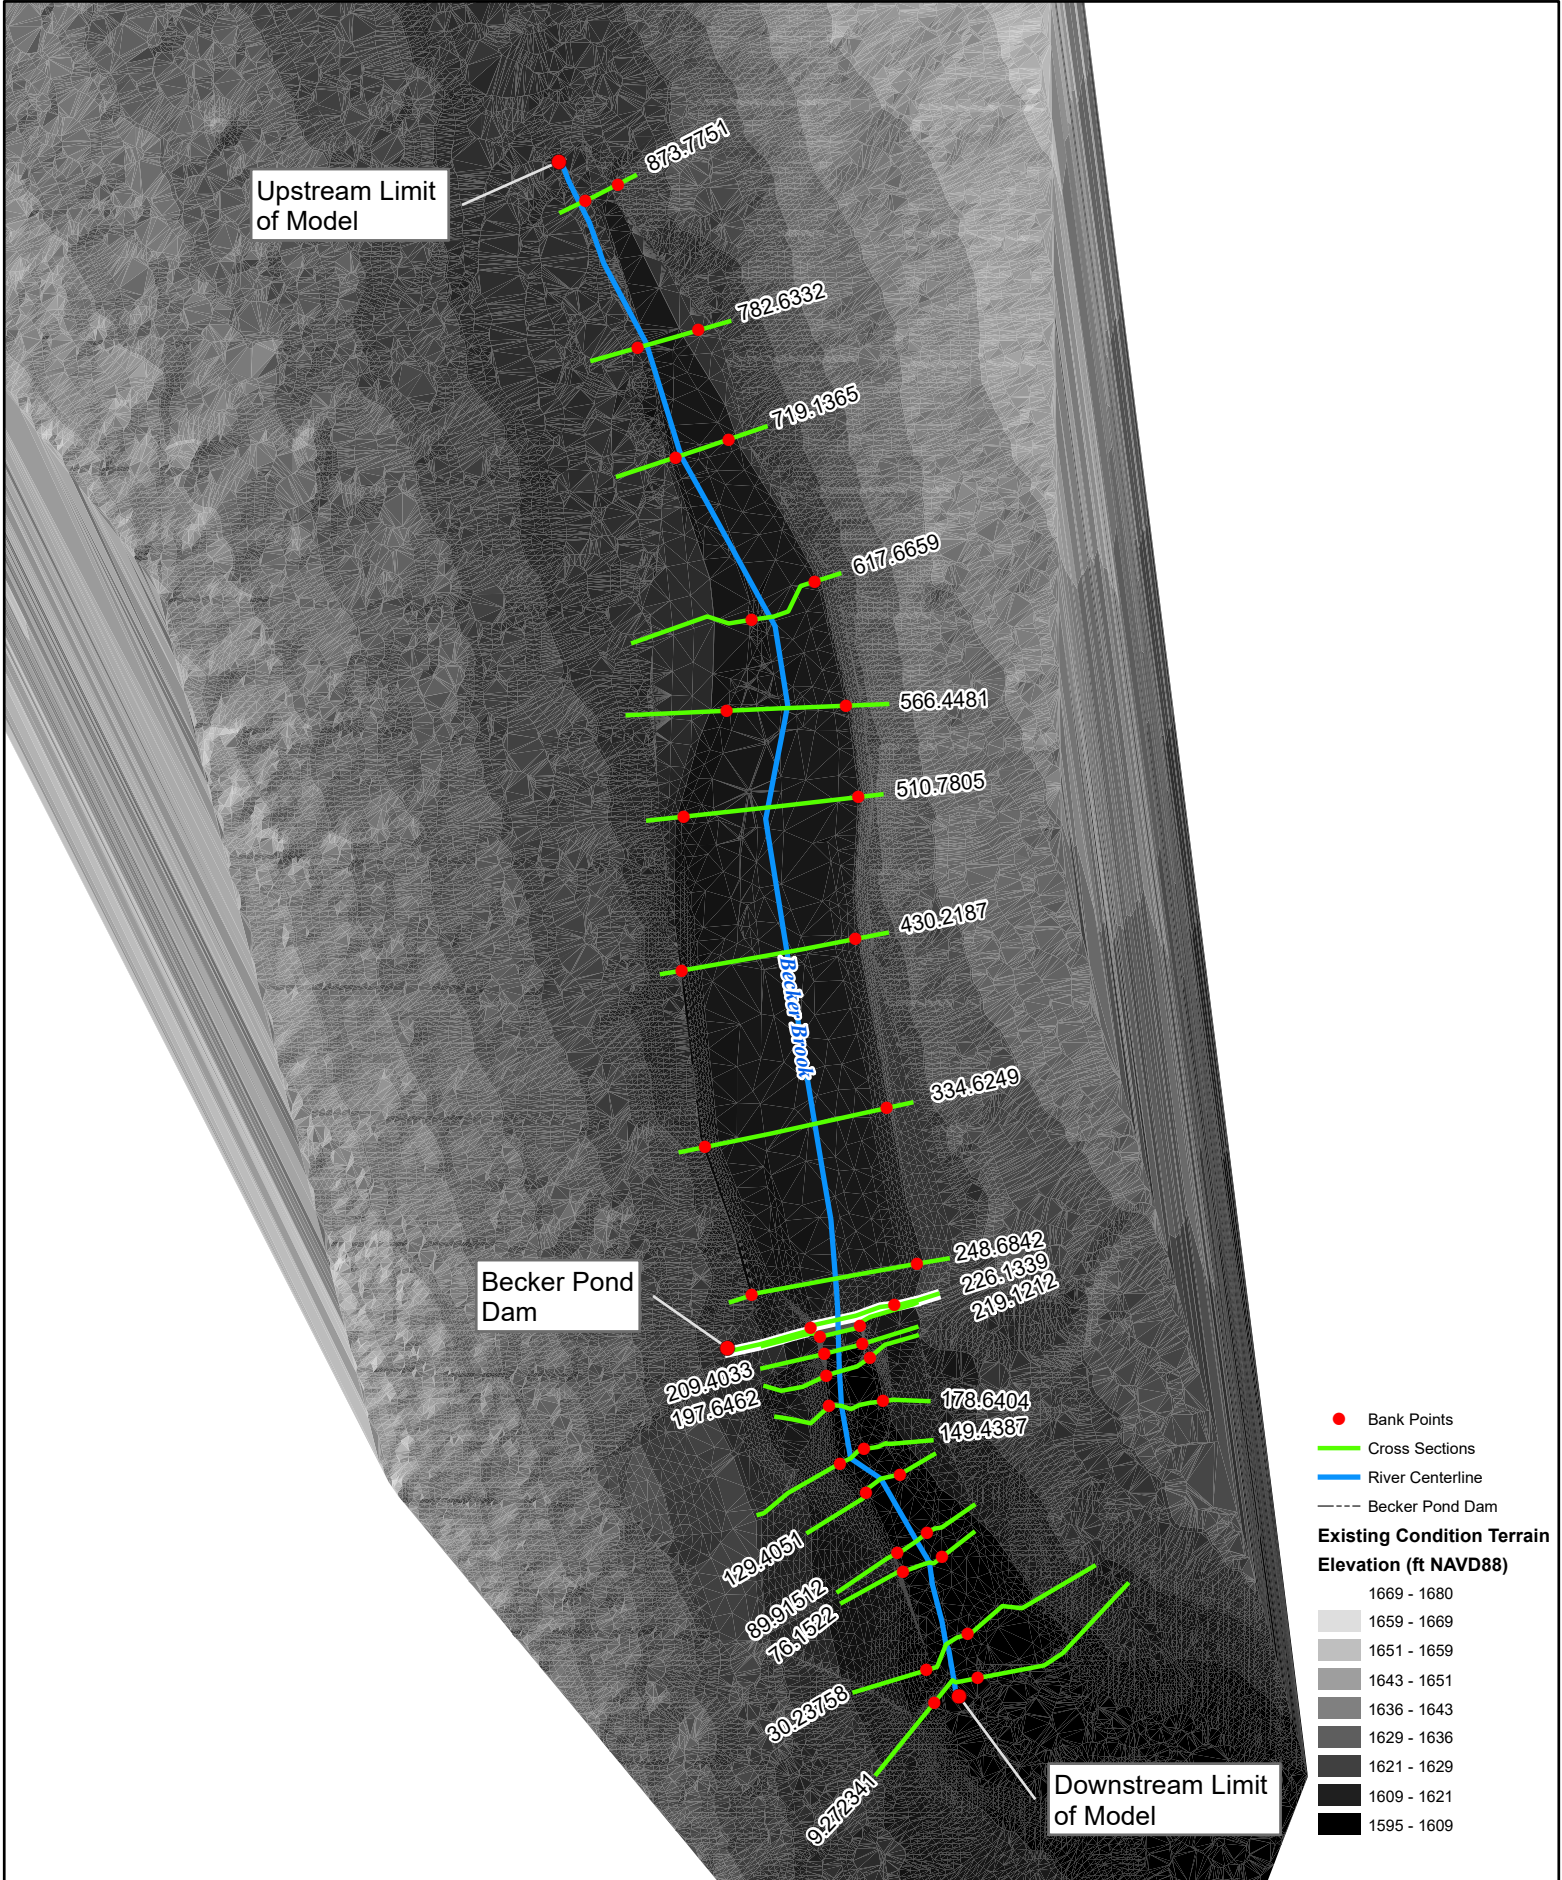 873.7751
Upstream Limit
of Model
782.6332
719.1365
617.6659
566.4481
510.7805
430.2187
Becker Brook
334.6249
248.6842
226.1339
219.1212
Becker Pond
Dam
209.4033
197.6462
178.6404
149.4387
129.4051
89.91512
76.1522
30.23758
9.272341
Downstream Limit
of Model
Bank Points
Cross Sections
River Centerline
Becker Pond Dam
Existing Condition Terrain
Elevation (ft NAVD88)
1669 - 1680
1659 - 1669
1651 - 1659
1643 - 1651
1636 - 1643
1629 - 1636
1621 - 1629
1609 - 1621
1595 - 1609